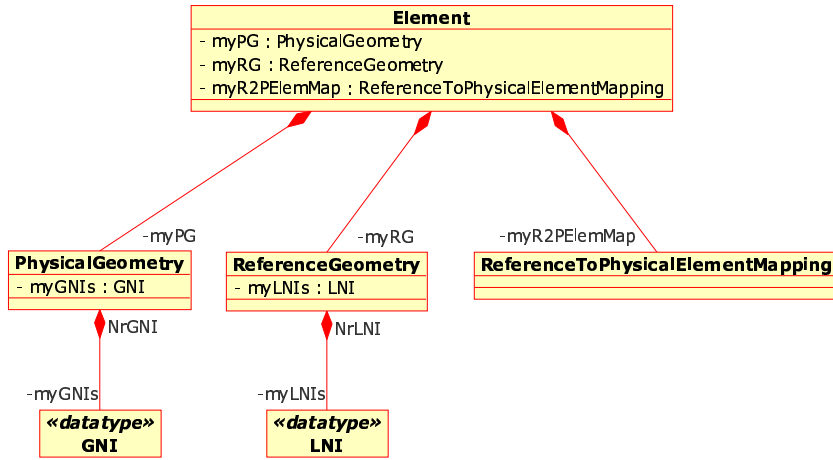 Element
- myPG : PhysicalGeometry
- myRG : ReferenceGeometry
- myR2PElemMap : ReferenceToPhysicalElementMapping
-myPG
-myRG
-myR2PElemMap
PhysicalGeometry
- myGNIs : GNI
ReferenceGeometry
- myLNIs : LNI
ReferenceToPhysicalElementMapping
NrGNI
NrLNI
-myGNIs
-myLNIs
«datatype»
GNI
«datatype»
LNI